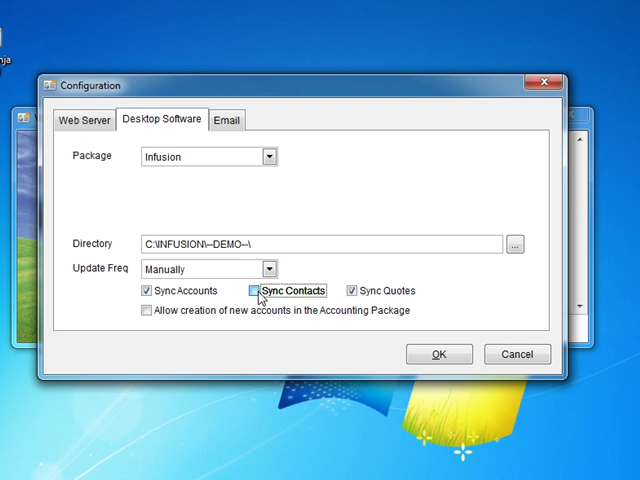 nja
Configuration
Web Server
Desktop Software
Email
Package
Infusion
Directory
C:\INFUSION\--DEMO--\
...
Update Freq
Manually
Sync Accounts
Sync Contacts
Sync Quotes
Allow creation of new accounts in the Accounting Package
OK
Cancel